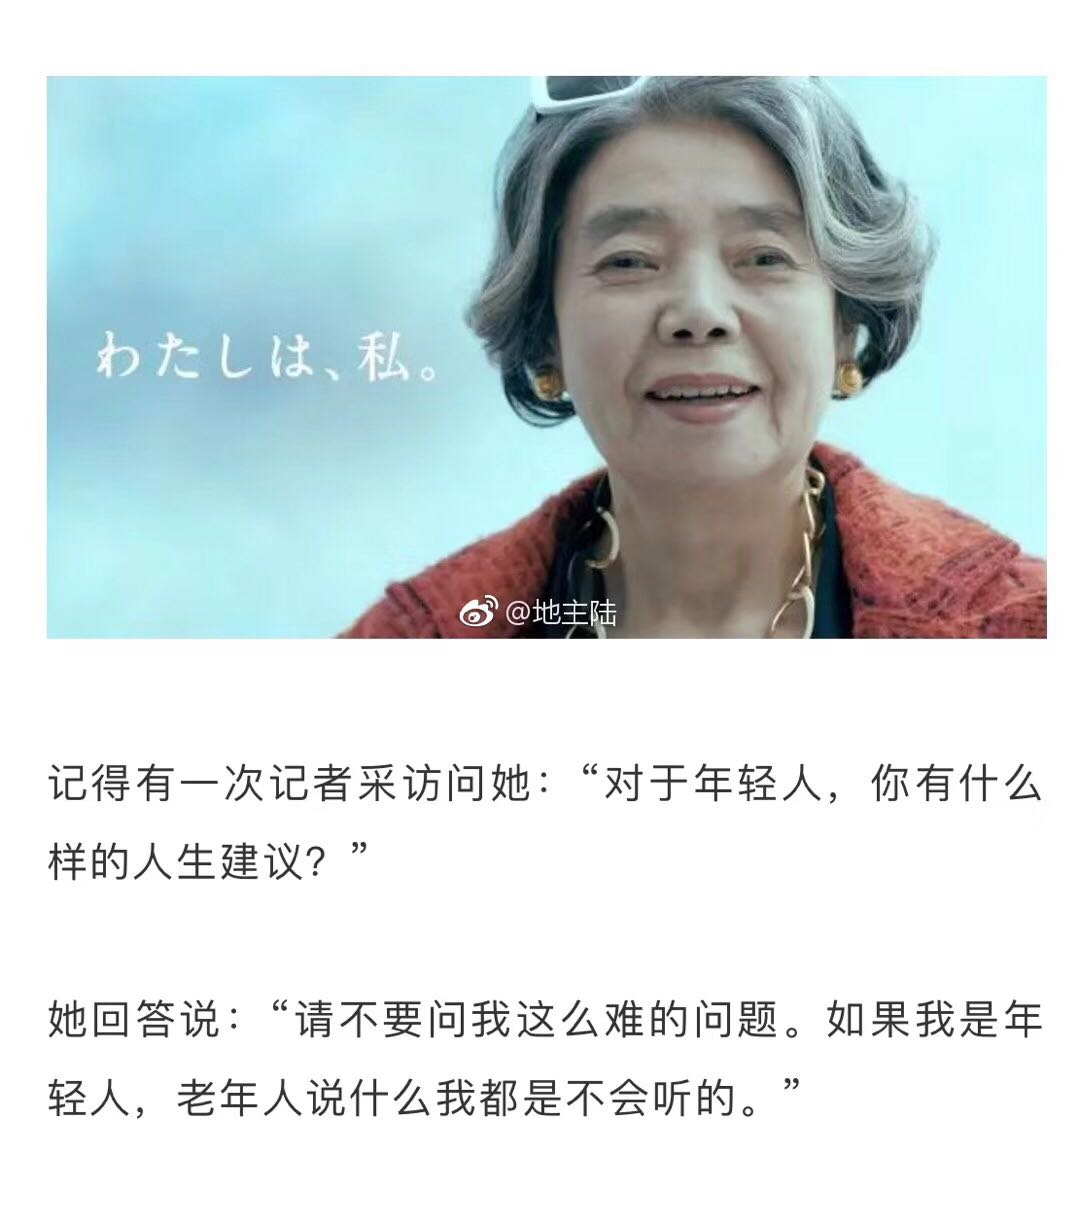 わたしは、私。
@地主陆
记得有一次记者采访问她：“对于年轻人，你有什么
样的人生建议？”
她回答说：“请不要问我这么难的问题。如果我是年
轻人，老年人说什么我都是不会听的。”